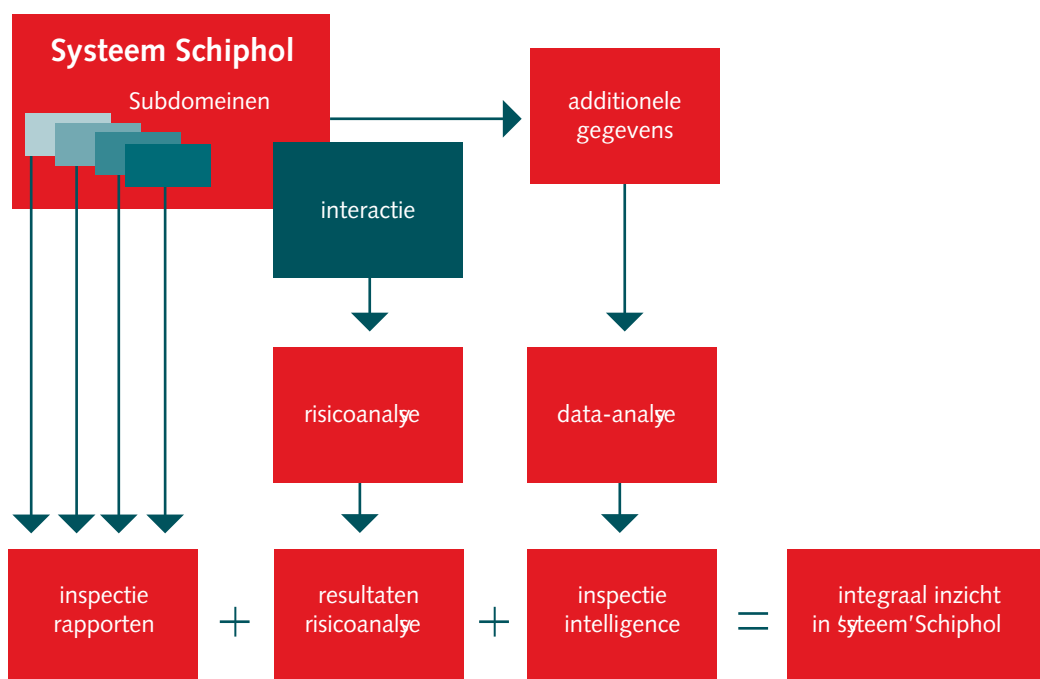 Systeem Schiphol
Subdomeinen
additionele
gegevens
interactie
risicoanalyse
data-analyse
inspectie
rapporten
+
resultaten
risicoanalyse
+
inspectie
intelligence
=
integraal inzicht
in 'systeem' Schiphol